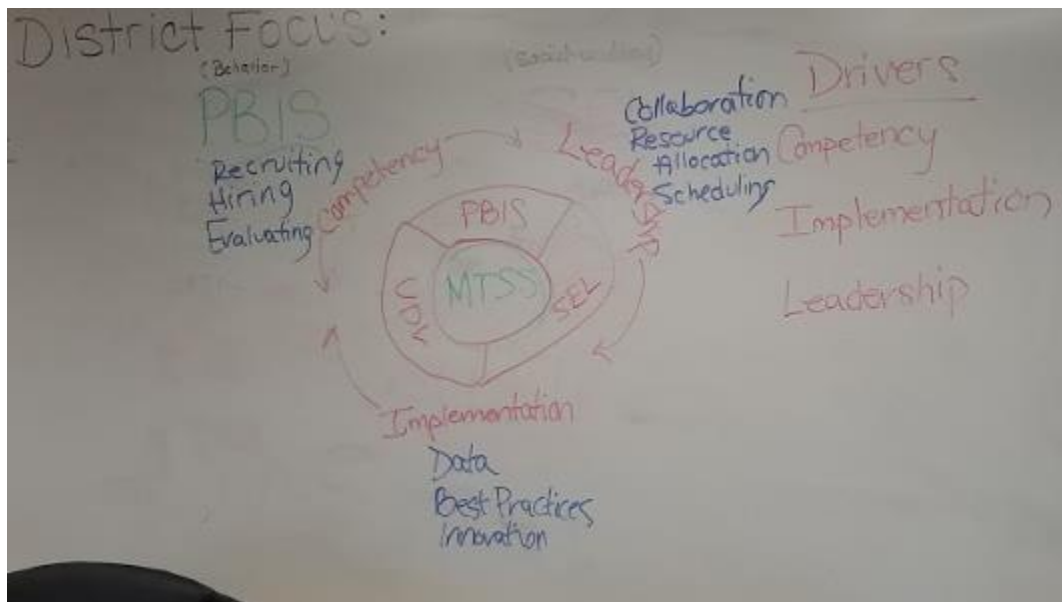 District Focus:
(Behavior)
PBIS
Recruiting
Hiring
Evaluating
Competency
Leadership
Collaboration
Resource
Allocation
Scheduling
Drivers
Competency
Implementation
Leadership
PBIS
MTSS
UDL
SEL
Implementation
Data
Best Practices
Innovation